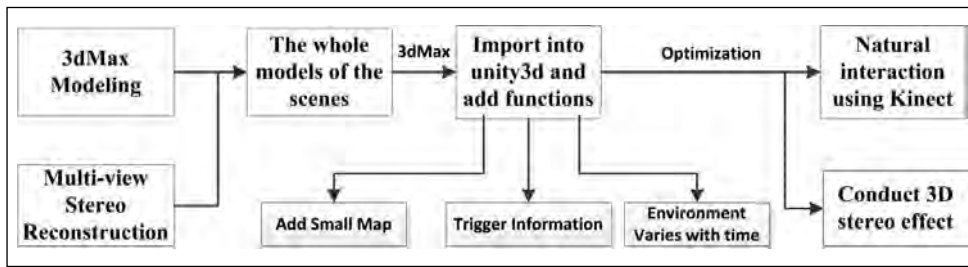 3dMax
Modeling
The whole
models of the
scenes
3dMax
Import into
unity3d and
add functions
Optimization
Natural
interaction
using Kinect
Multi-view
Stereo
Reconstruction
Add Small Map
Trigger Information
Environment
Varies with time
Conduct 3D
stereo effect